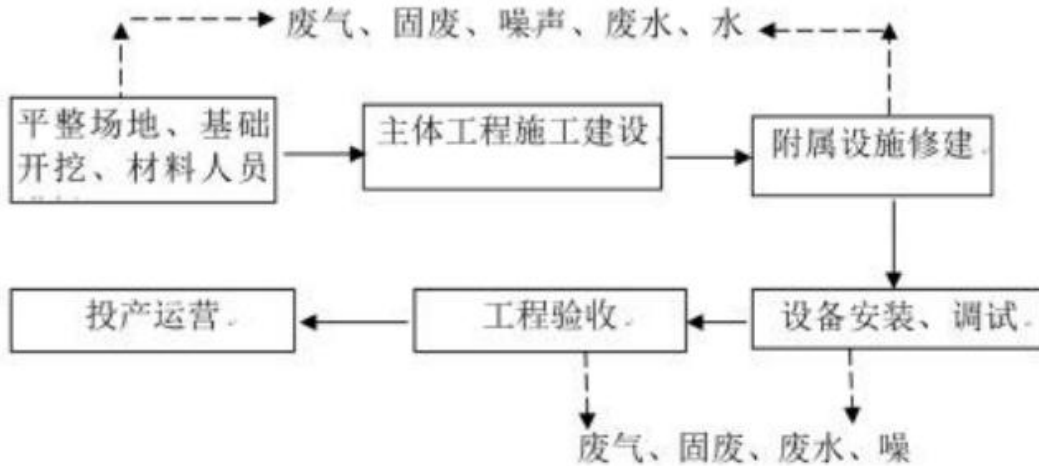 废气、固废、噪声、废水、水
平整场地、基础
开挖、材料人员
主体工程施工建设
附属设施修建
投产运营
工程验收
设备安装、调试
废气、固废、废水、噪